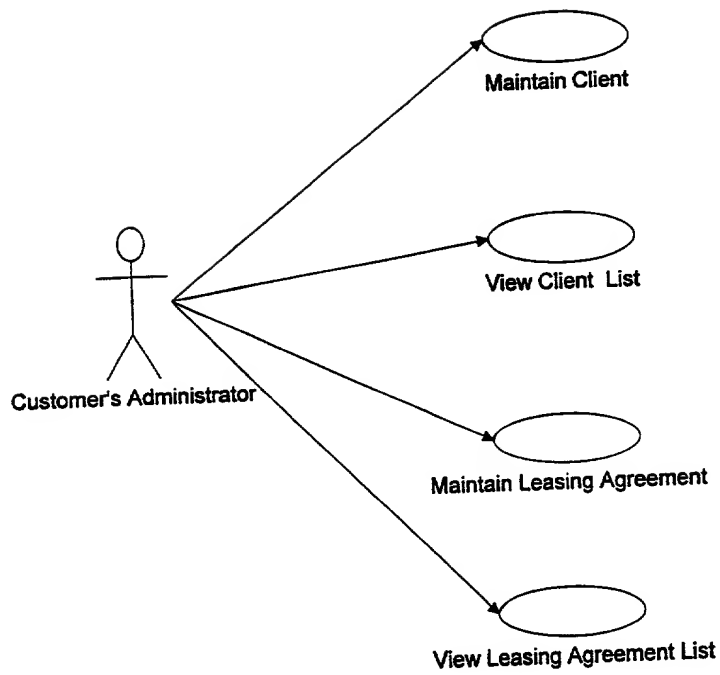 Maintain Client
View Client List
Customer's Administrator
Maintain Leasing Agreement
View Leasing Agreement List